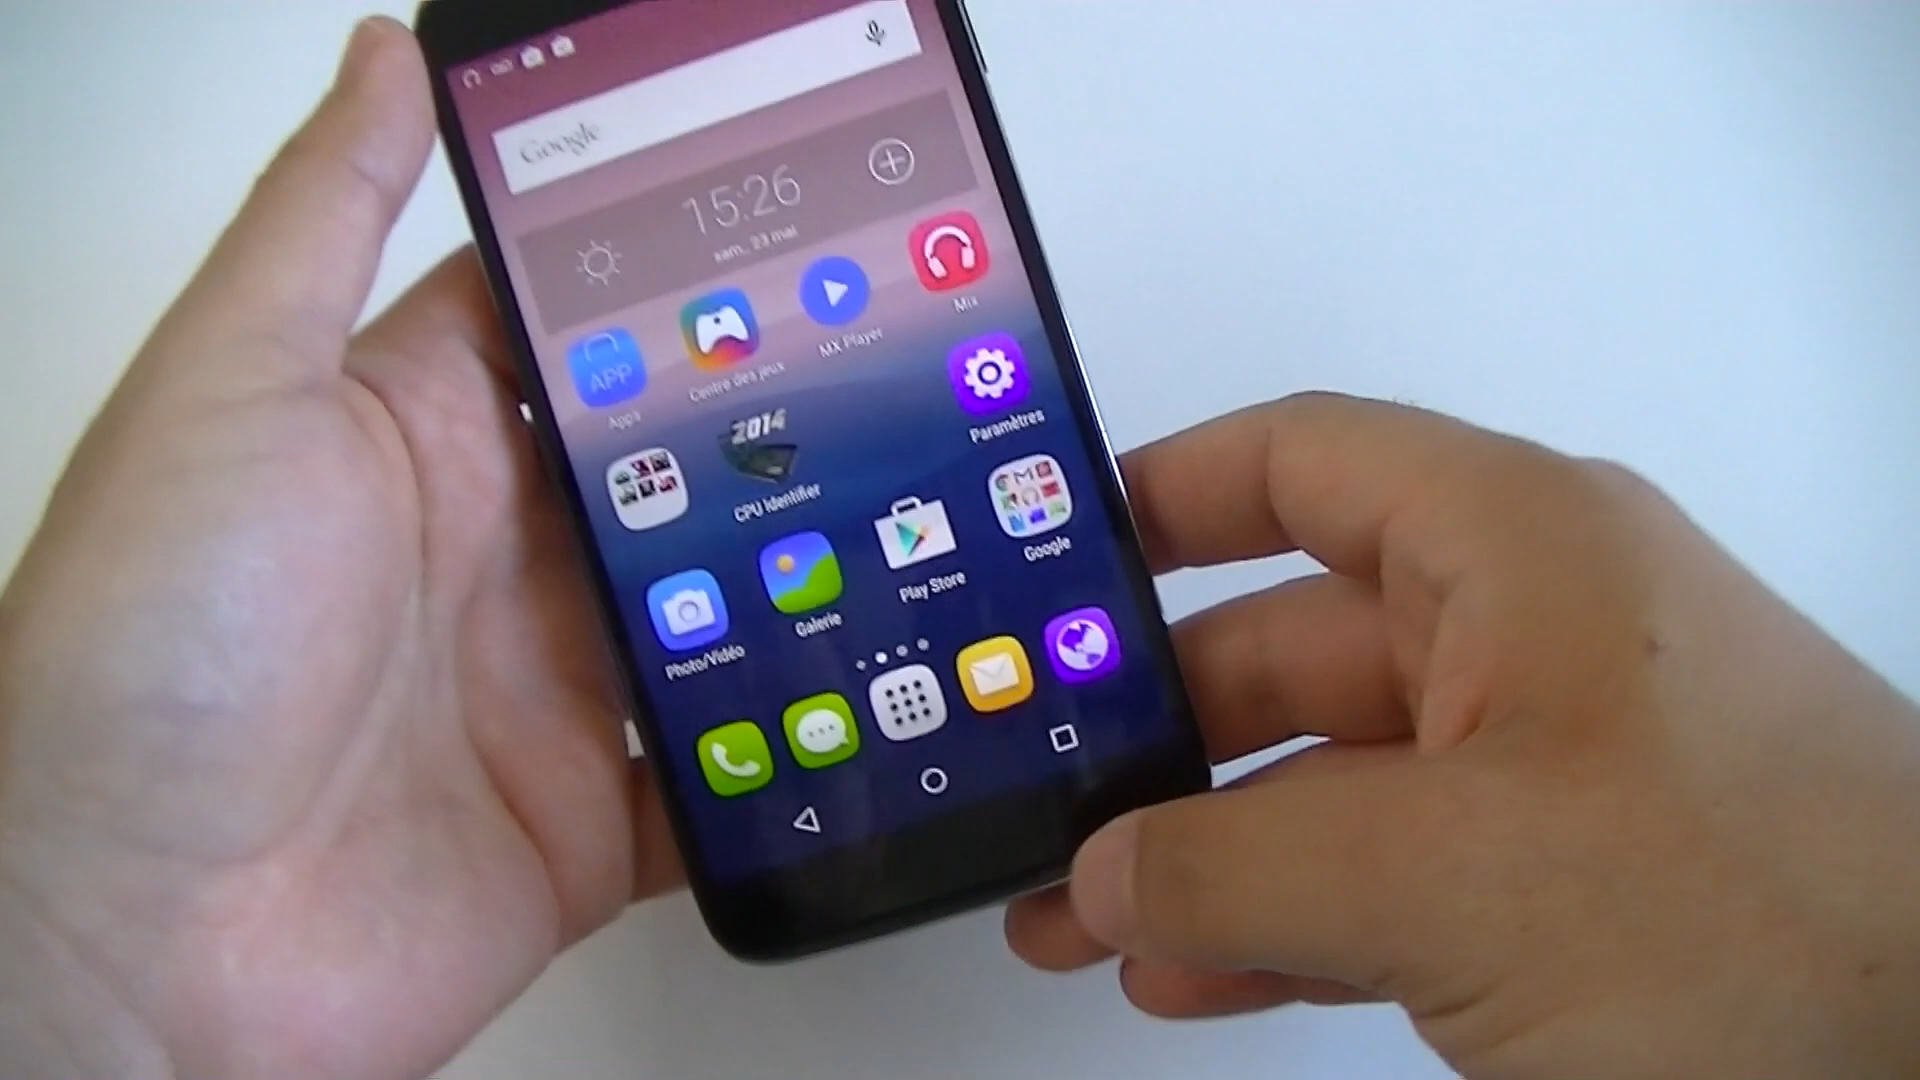 Google
15:26
sam., 23 mai
APP
Apps
Centre des jeux
MX Player
Mix
2014
CPU Identifier
Paramètres
Photo/Vidéo
Galerie
Play Store
Google